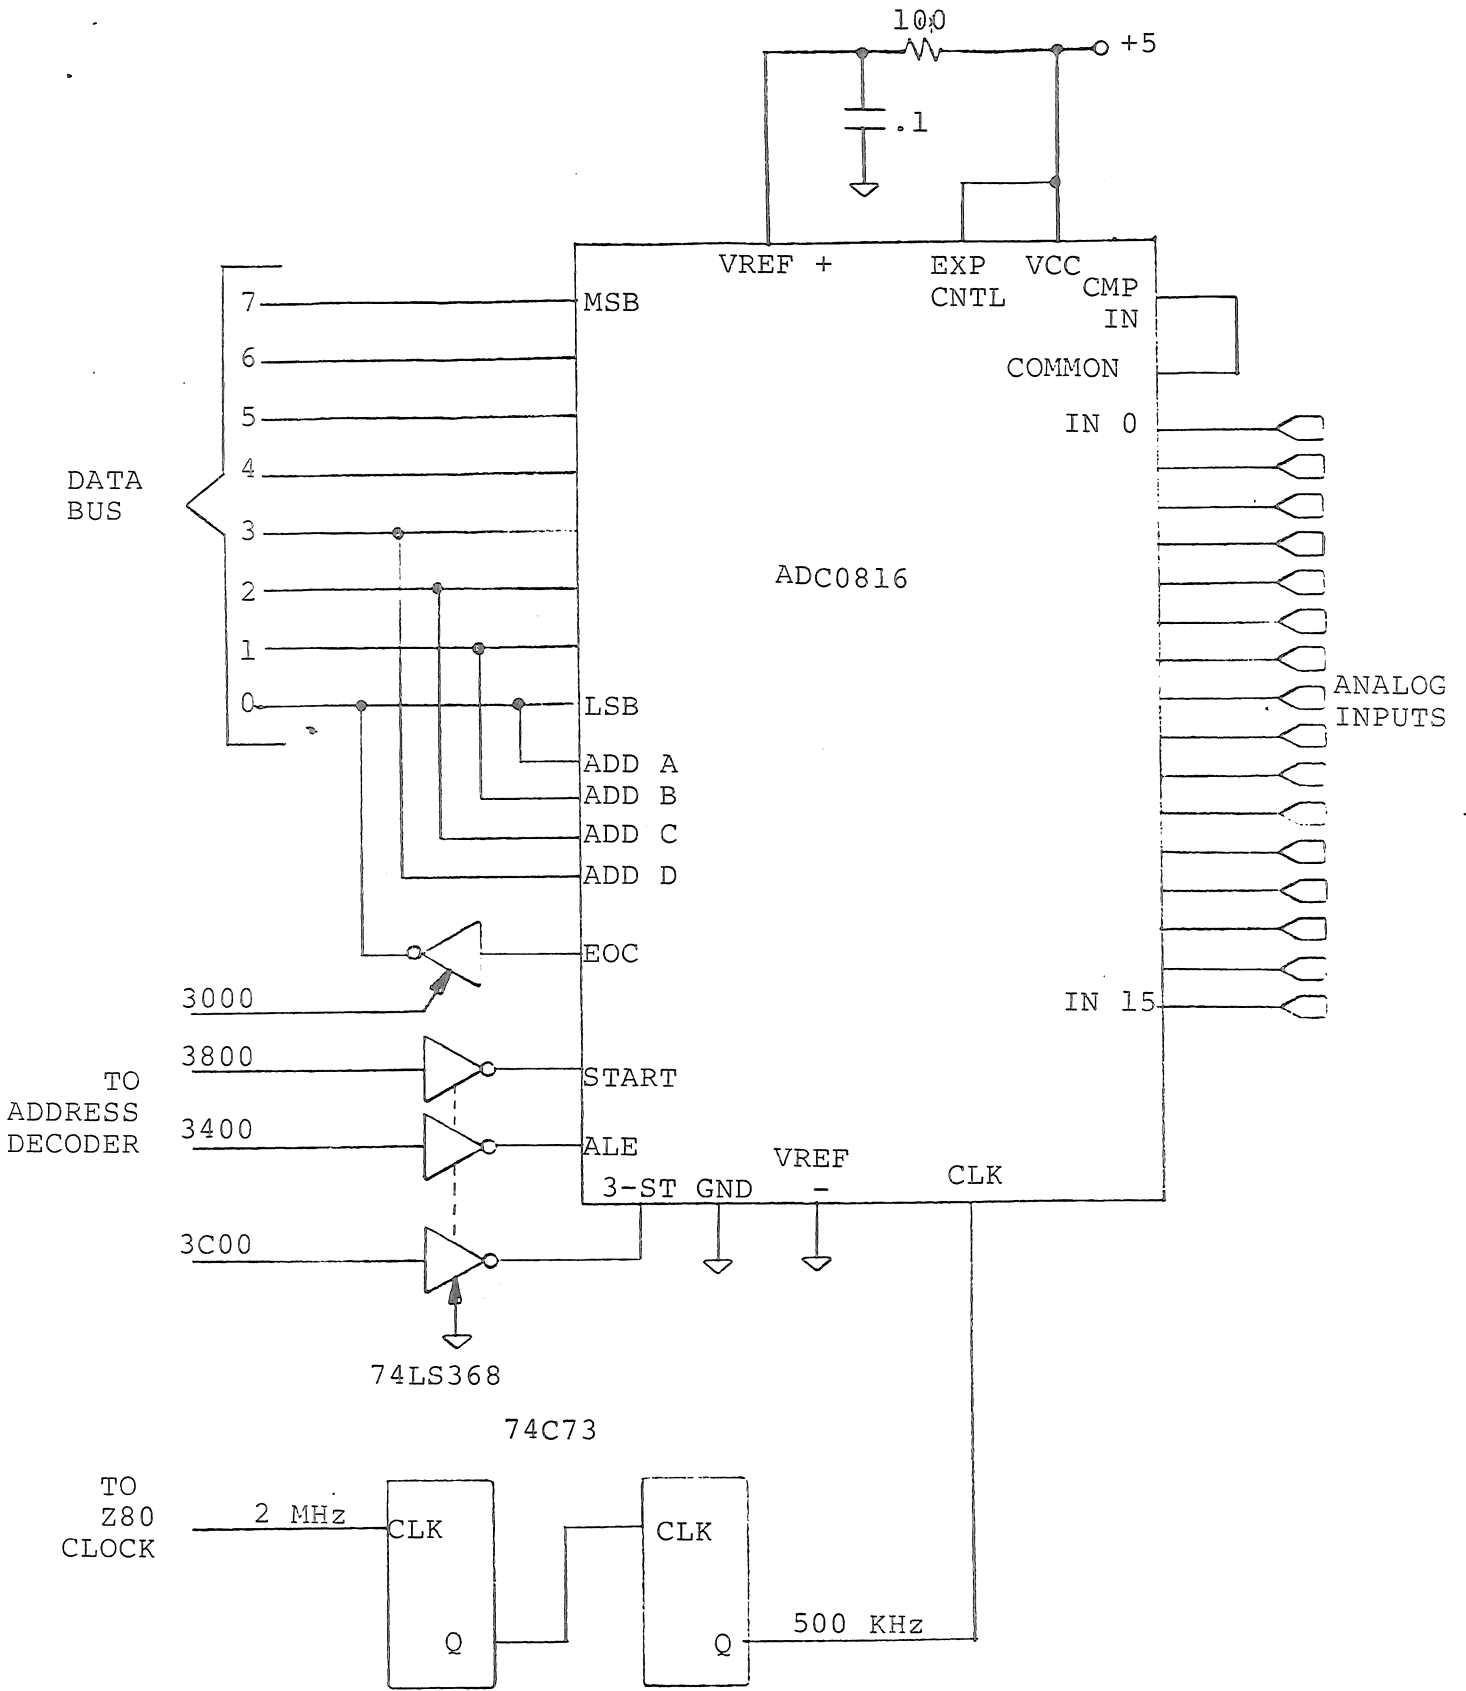 100
+5
.1
VREF +
EXP
CNTL
VCC
CMP
IN
COMMON
7
MSB
6
5
4
3
2
1
0
LSB
DATA
BUS
IN 0
ADC0816
ANALOG
INPUTS
ADD A
ADD B
ADD C
ADD D
EOC
3000
IN 15
3800
START
TO
ADDRESS
DECODER
3400
ALE
VREF
-
CLK
3-ST
GND
3C00
74LS368
74C73
TO
Z80
CLOCK
2 MHz
CLK
Q
CLK
Q
500 KHz